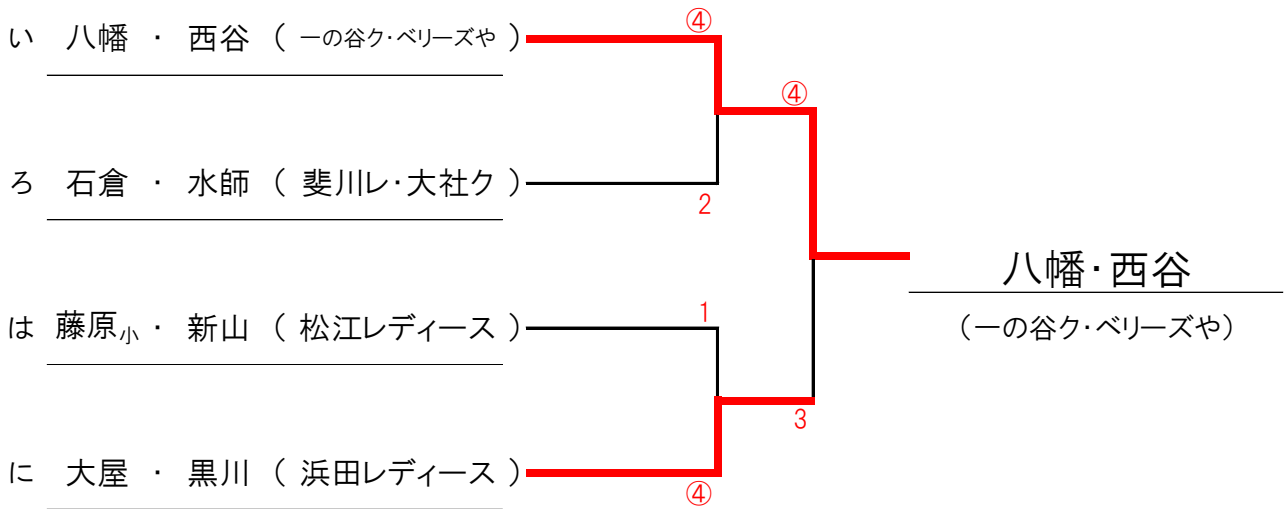 い 八幡 ・ 西谷 ( 一の谷ク・ベリーズや )
④
④
ろ 石倉 ・ 水師 ( 斐川レ・大社ク )
2
八幡・西谷
(一の谷ク・ベリーズや)
は 藤原小 ・ 新山 ( 松江レディース )
1
3
に 大屋 ・ 黒川 ( 浜田レディース )
④